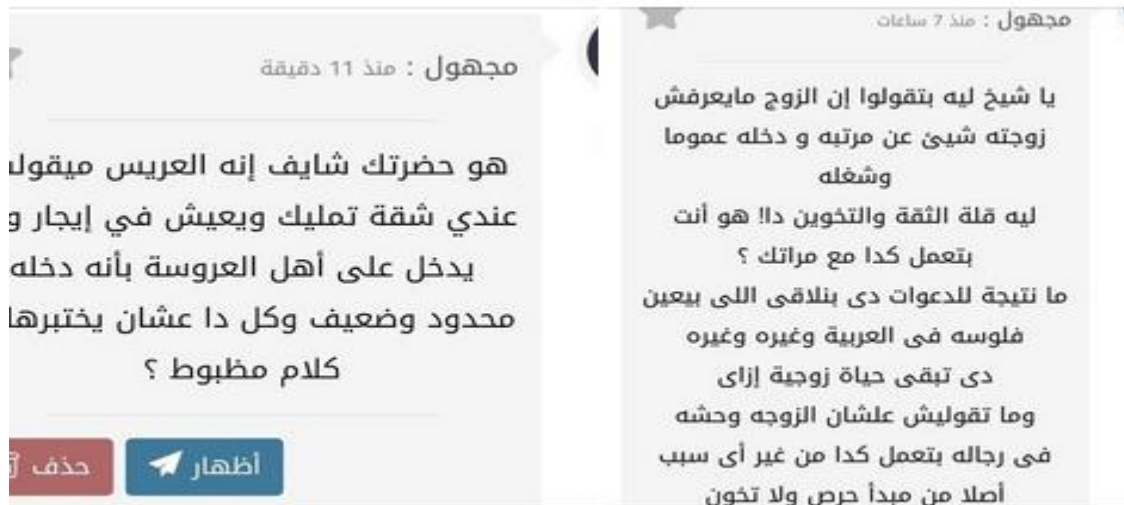 مجهول : منذ 7 ساعات
يا شيخ ليه بتقولوا إن الزوج مايعرفش
زوجته شيئ عن مرتبه و دخله عموما
وشغله
ليه قلة الثقة والتخوين دا! هو أنت
بتعمل كدا مع مراتك ؟
ما نتيجة للدعوات دى بنلاقى اللى بيعين
فلوسه فى العربية وغيره وغيره
دى تبقى حياة زوجية إزاى
وما تقوليش علشان الزوجه وحشه
فى رجاله بتعمل كدا من غير أى سبب
أصلا من مبدأ حرص ولا تخون
مجهول : منذ 11 دقيقة
هو حضرتك شايف إنه العريس
عندي شقة تمليك ويعيش في إيجار
يدخل على أهل العروسة بأنه دخله
محدود وضعيف وكل دا عشان يختبرها
كلام مظبوط ؟
أظهار
حذف